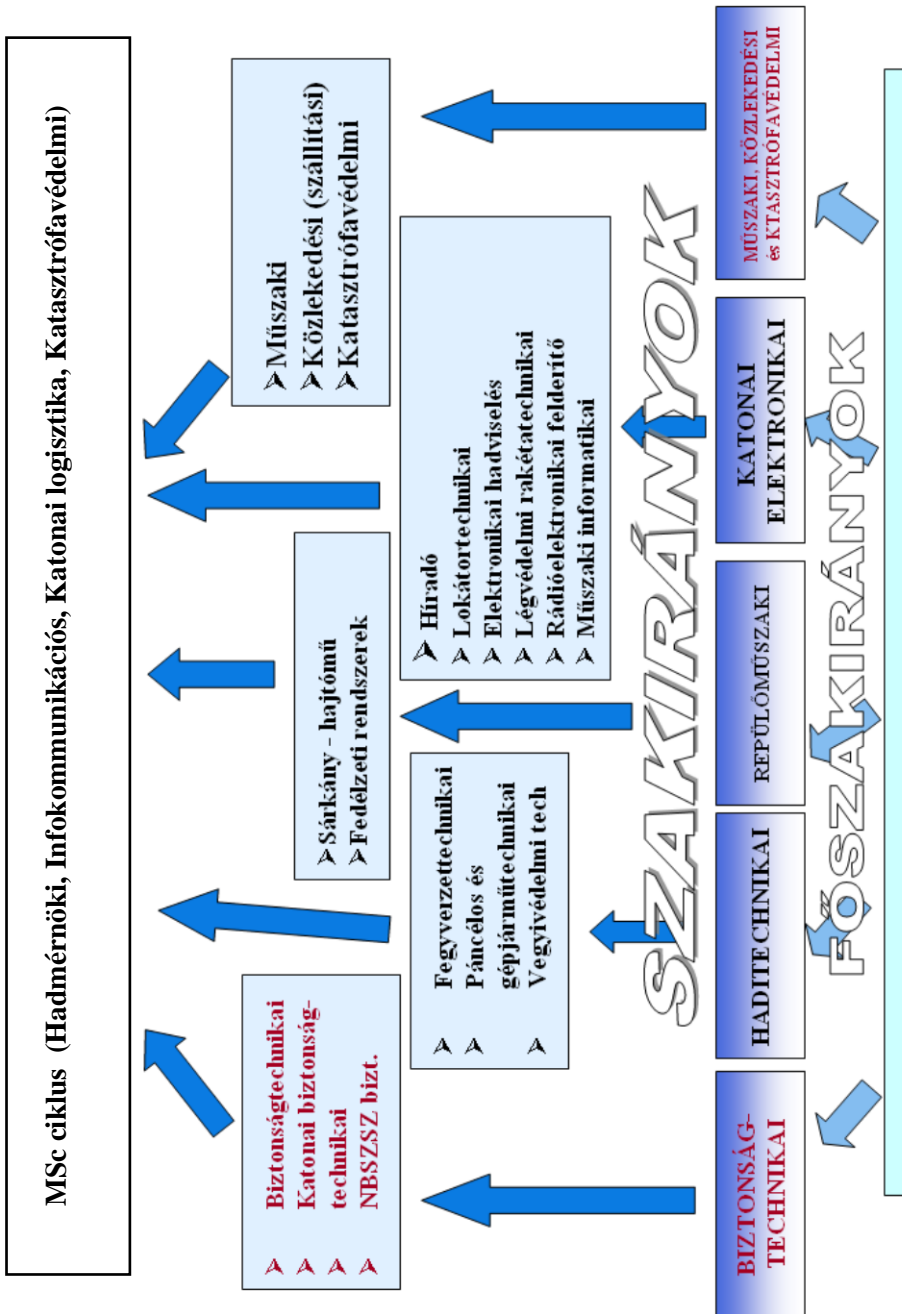 MSc ciklus (Hadmérnöki, Infokommunikációs, Katonai logisztika, Katasztrófavédelmi)
➢ Biztonságtechnikai
➢ Katonai biztonság-
➢ technikai
➢ NBSZSZ bizt.
➢ Sárkány - hajtómű
➢ Fedélzeti rendszerek
➢ Műszaki
➢ Közlekedési (szállítási)
➢ Katasztrófavédelmi
➢ Fegyverzettechnikai
➢ Páncélos és
gépjárműtechnikai
➢ Vegyivédelmi tech
➢ Híradó
➢ Lokátortechnikai
➢ Elektronikai hadviselés
➢ Légvédelmi rakétatechnikai
➢ Rádióelektronikai felderítő
➢ Műszaki informatikai
SZAKIRÁNYOK
BIZTONSÁG-
TECHNIKAI
HADITECHNIKAI
REPÜLŐMŰSZAKI
KATONAI
ELEKTRONIKAI
MŰSZAKI, KÖZLEKEDÉSI
és KTASZTRÓFAVÉDELMI
FŐSZAKIRÁNYOK